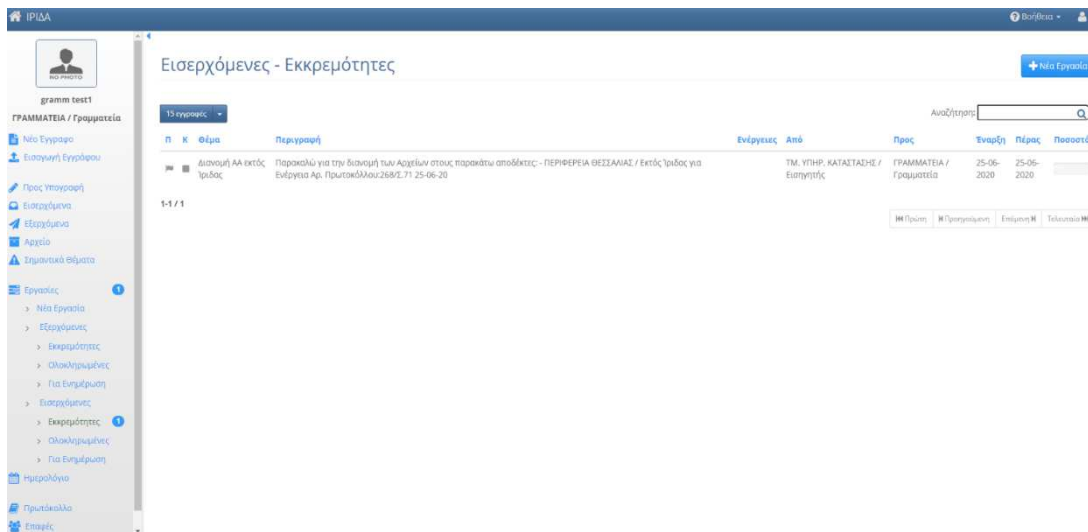 ΙΡΙΔΑ
Βοήθεια
NO PHOTO
gramm test1
ΓΡΑΜΜΑΤΕΙΑ / Γραμματεία
Νέο Έγγραφο
Εισαγωγή Εγγράφου
Προς Υπογραφή
Εισερχόμενα
Εξερχόμενα
Αρχείο
Σημαντικά Θέματα
Εργασίες 1
Νέα Εργασία
Εξερχόμενες
Εκκρεμότητες
Ολοκληρωμένες
Για Ενημέρωση
Εισερχόμενες
Εκκρεμότητες 1
Ολοκληρωμένες
Για Ενημέρωση
Ημερολόγιο
Πρωτόκολλο
Επαφές
Εισερχόμενες - Εκκρεμότητες
Νέα Εργασία
15 εγγραφές
Αναζήτηση:
Π Κ Θέμα Περιγραφή Ενέργειες Από Προς Έναρξη Πέρας Ποσοστό
Διανομή ΑΑ εκτός Παρακαλώ για την διανομή των Αρχείων στους παρακάτω αποδέκτες: - ΠΕΡΙΦΕΡΕΙΑ ΘΕΣΣΑΛΙΑΣ / Εκτός Ίριδας για ΤΜ. ΥΠΗΡ. ΚΑΤΑΣΤΑΣΗΣ / ΓΡΑΜΜΑΤΕΙΑ / 25-06- 25-06-
Ίριδας Ενέργεια Αρ. Πρωτοκόλλου:268/Σ.71 25-06-20 Εισηγητής Γραμματεία 2020 2020
1-1 / 1
Πρώτη Προηγούμενη Επόμενη Τελευταία